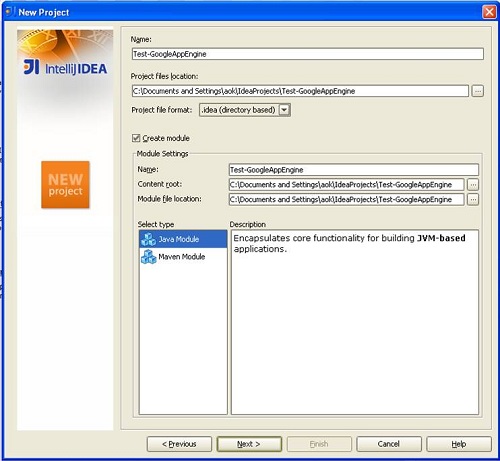 New Project
IntelliJIDEA
NEW
project
Name:
Test-GoogleAppEngine
Project files location:
C:\Documents and Settings\aok\IdeaProjects\Test-GoogleAppEngine
...
Project file format: .idea (directory based)
Create module
Module Settings
Name: Test-GoogleAppEngine
Content root: C:\Documents and Settings\aok\IdeaProjects\Test-GoogleAppEngine ...
Module file location: C:\Documents and Settings\aok\IdeaProjects\Test-GoogleAppEngine ...
Select type
Java Module
Maven Module
Description
Encapsulates core functionality for building JVM-based
applications.
< Previous Next > Finish Cancel Help